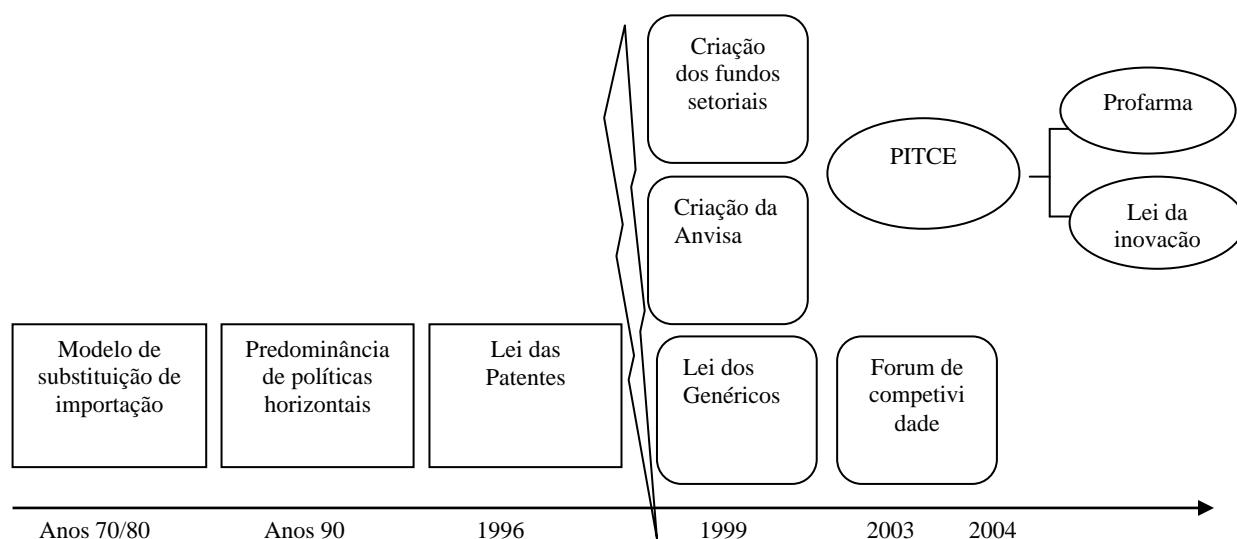 Criação
dos fundos
setoriais
Profarma
PITCE
Criação da
Anvisa
Lei da
inovação
Modelo de
substituição de
importação
Predominância
de políticas
horizontais
Lei das
Patentes
Lei dos
Genéricos
Forum de
competivi
dade
Anos 70/80
Anos 90
1996
1999
2003
2004